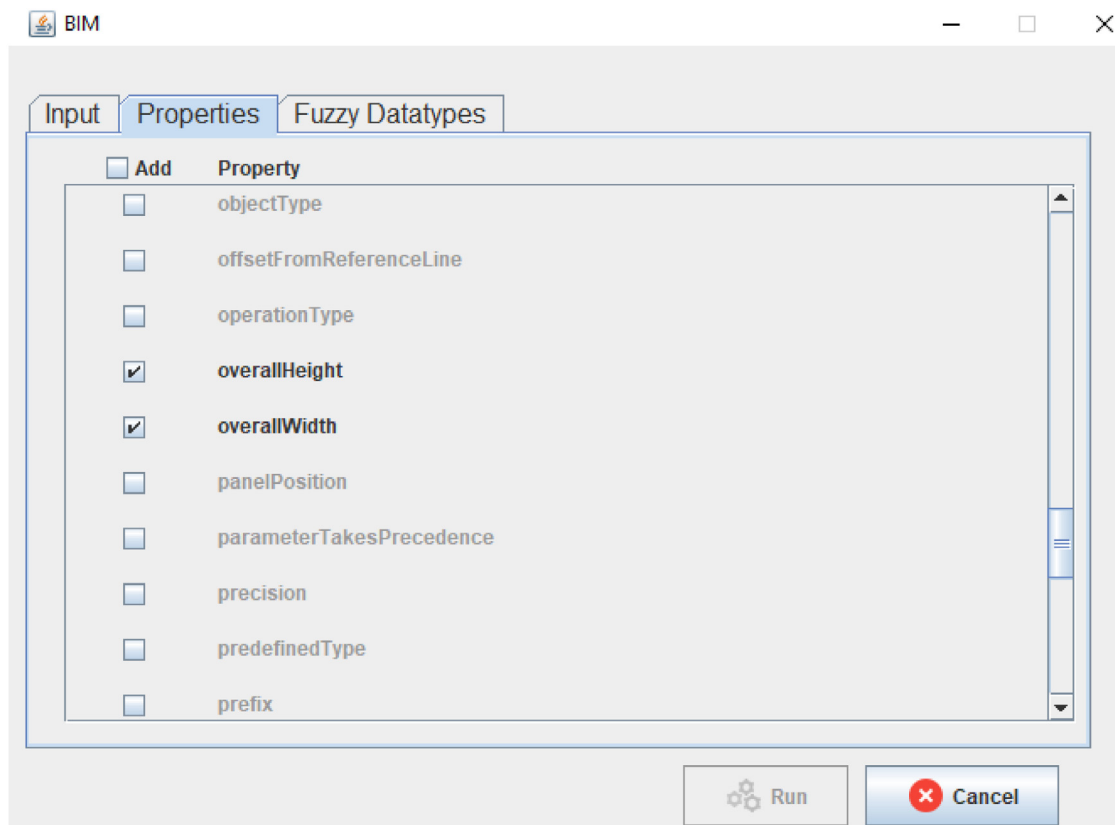 BIM
Input Properties Fuzzy Datatypes
Add Property
objectType
offsetFromReferenceLine
operationType
overallHeight
overallWidth
panelPosition
parameterTakesPrecedence
precision
predefinedType
prefix
Run Cancel